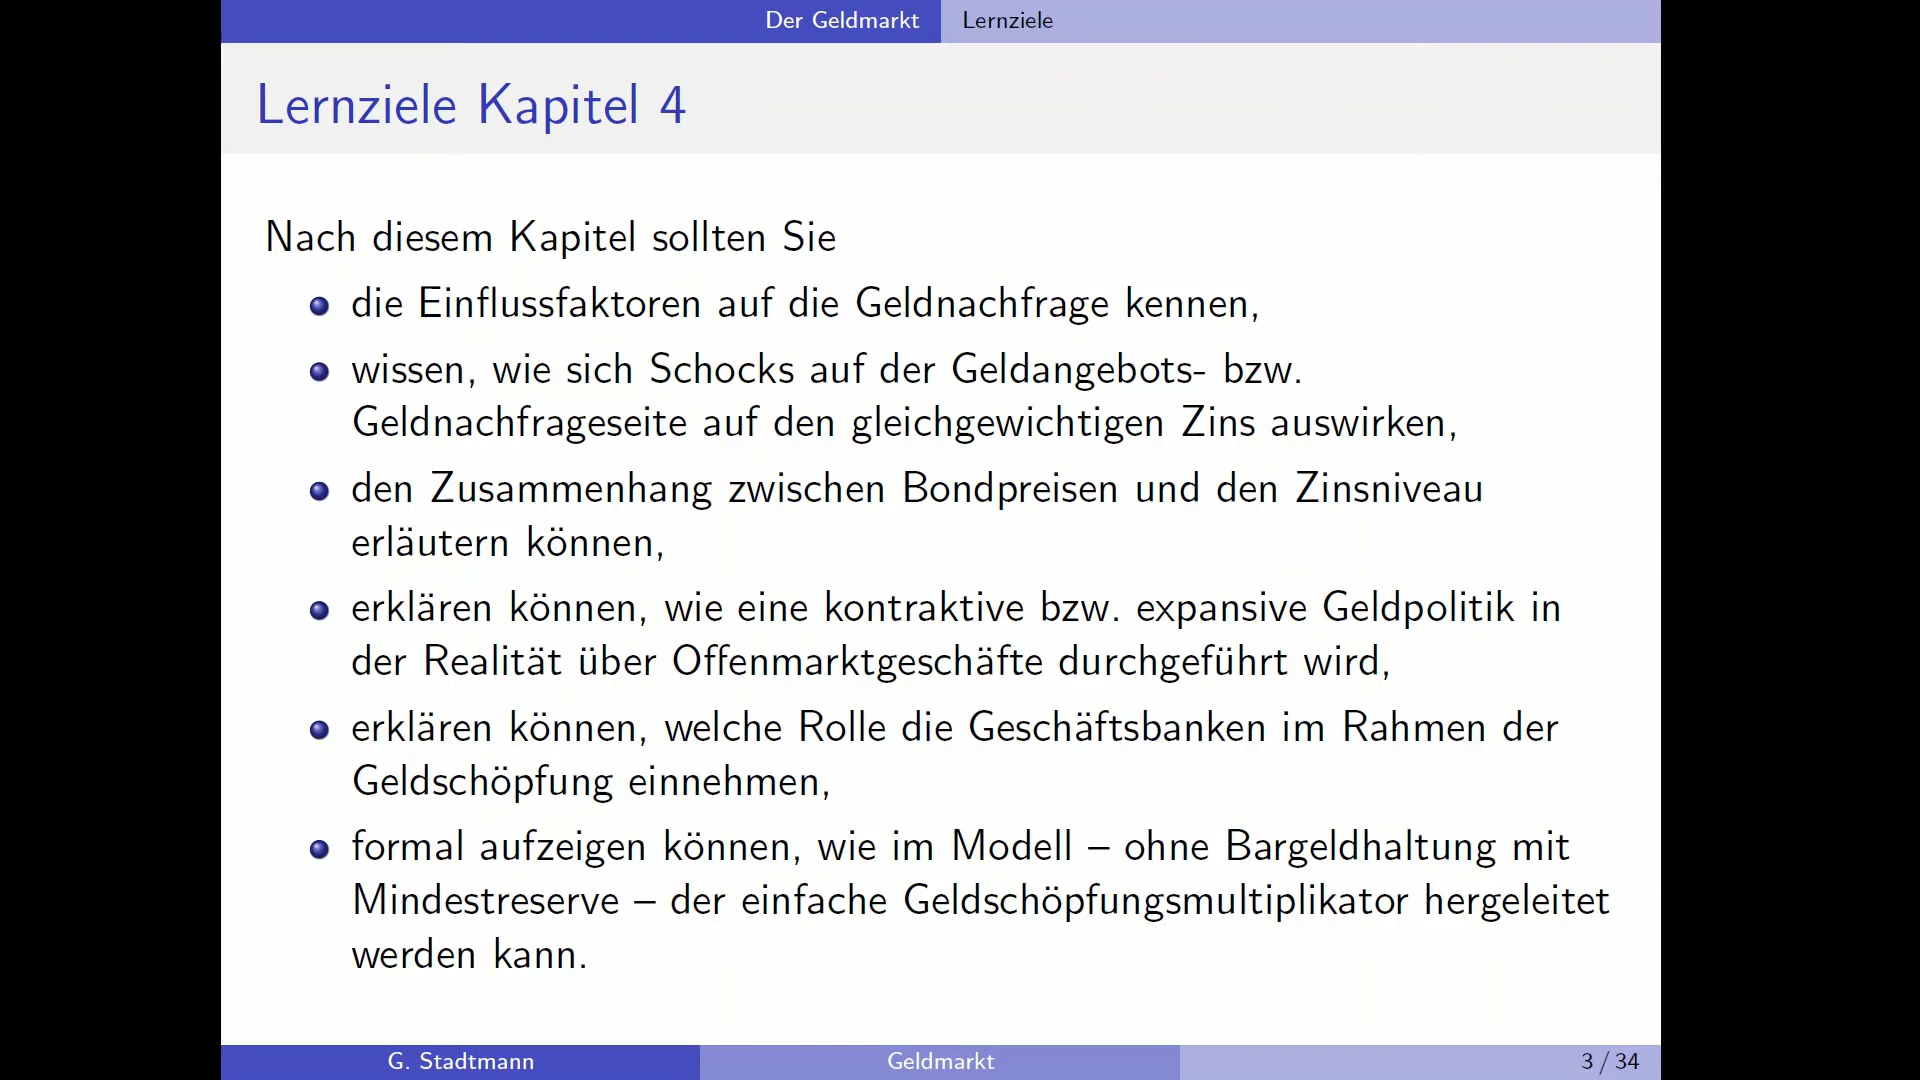 Der Geldmarkt Lernziele
Lernziele Kapitel 4
Nach diesem Kapitel sollten Sie
die Einflussfaktoren auf die Geldnachfrage kennen,
wissen, wie sich Schocks auf der Geldangebots- bzw.
Geldnachfrageseite auf den gleichgewichtigen Zins auswirken,
den Zusammenhang zwischen Bondpreisen und den Zinsniveau
erläutern können,
erklären können, wie eine kontraktive bzw. expansive Geldpolitik in
der Realität über Offenmarktgeschäfte durchgeführt wird,
erklären können, welche Rolle die Geschäftsbanken im Rahmen der
Geldschöpfung einnehmen,
formal aufzeigen können, wie im Modell – ohne Bargeldhaltung mit
Mindestreserve – der einfache Geldschöpfungsmultiplikator hergeleitet
werden kann.
G. Stadtmann Geldmarkt 3 / 34